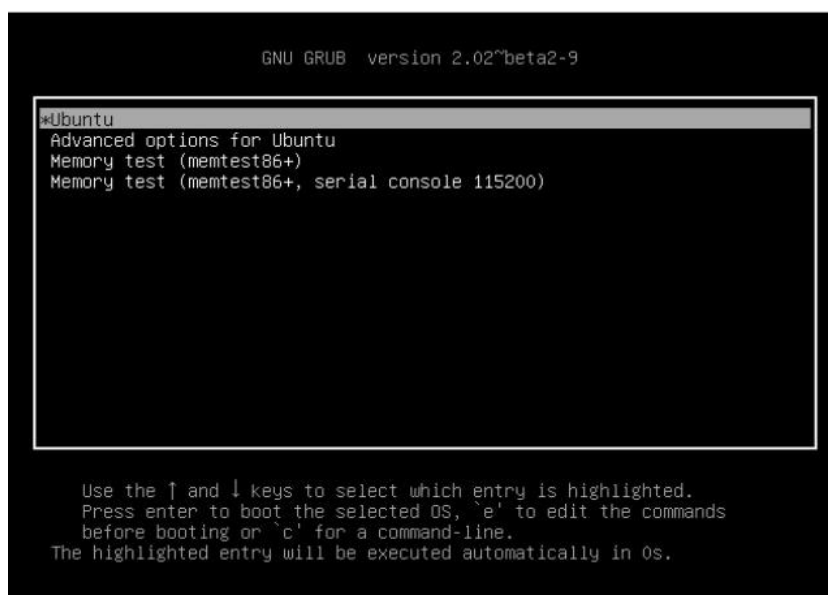 GNU GRUB  version 2.02~beta2-9
*Ubuntu
Advanced options for Ubuntu
Memory test (memtest86+)
Memory test (memtest86+, serial console 115200)
Use the ↑ and ↓ keys to select which entry is highlighted.
Press enter to boot the selected OS, `e' to edit the commands
before booting or `c' for a command-line.
The highlighted entry will be executed automatically in 0s.